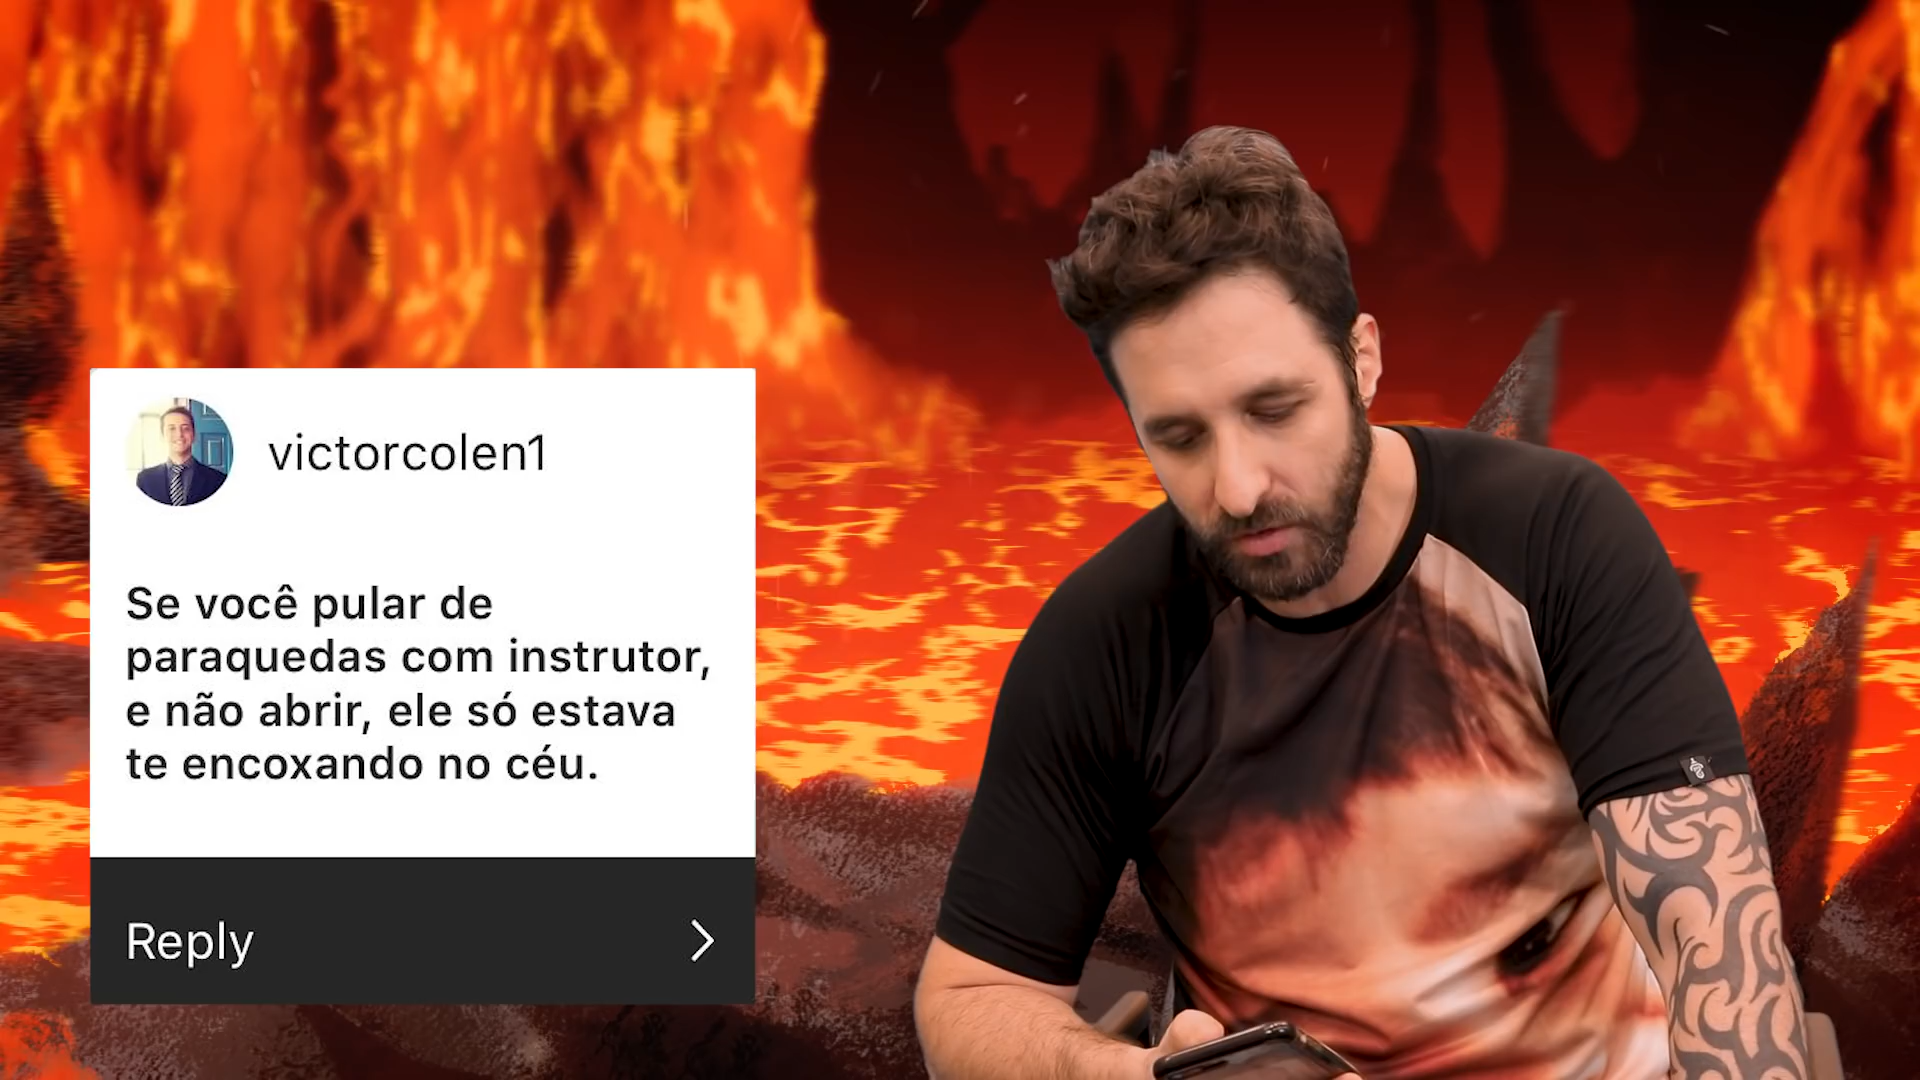 victorcolen1
Se você pular de
paraquedas com instrutor,
e não abrir, ele só estava
te encoxando no céu.
Reply